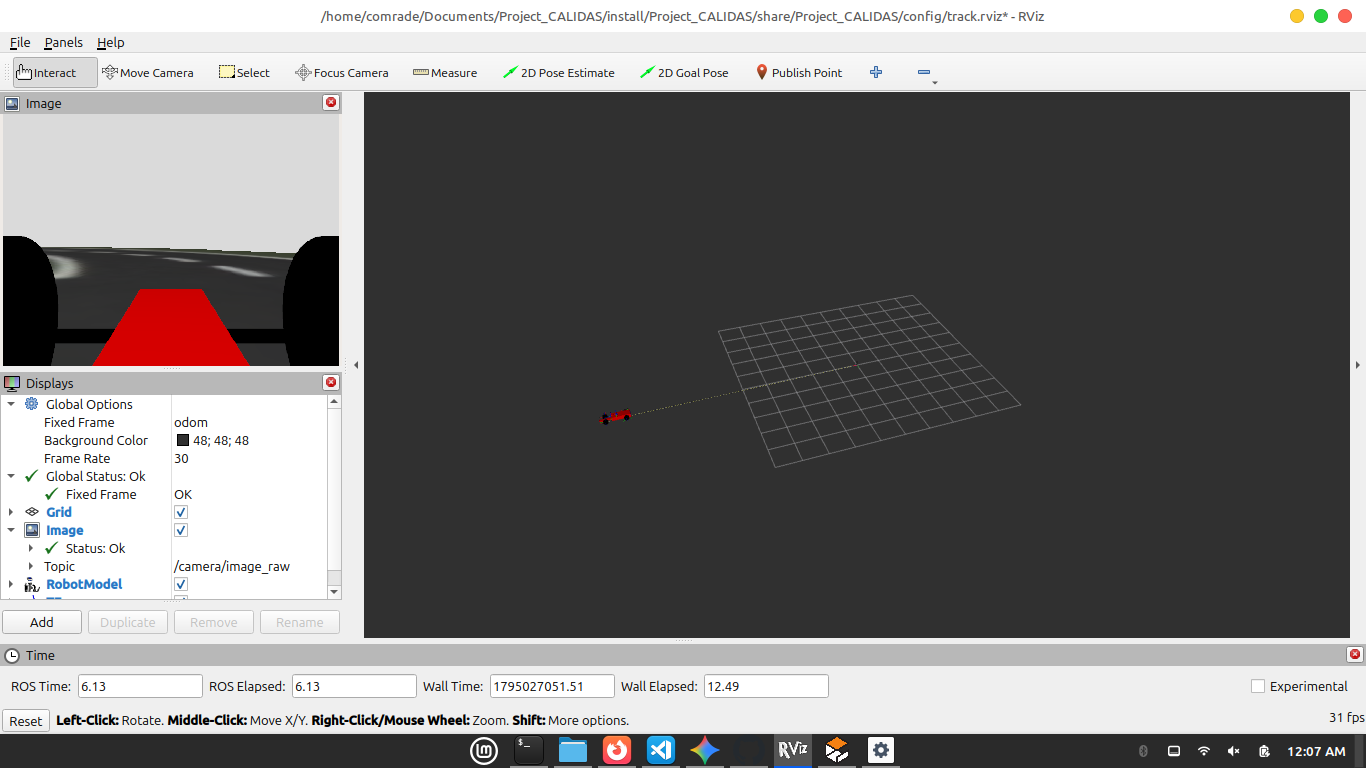 /home/comrade/Documents/Project_CALIDAS/install/Project_CALIDAS/share/Project_CALIDAS/config/track.rviz* - RViz
File Panels Help
Interact Move Camera Select Focus Camera Measure 2D Pose Estimate 2D Goal Pose Publish Point
Image
Displays
Global Options
Fixed Frame odom
Background Color 48; 48; 48
Frame Rate 30
Global Status: Ok
Fixed Frame OK
Grid
Image
Status: Ok
Topic /camera/image_raw
RobotModel
Add Duplicate Remove Rename
Time
ROS Time: 6.13 ROS Elapsed: 6.13 Wall Time: 1795027051.51 Wall Elapsed: 12.49 Experimental
Reset Left-Click: Rotate. Middle-Click: Move X/Y. Right-Click/Mouse Wheel: Zoom. Shift: More options. 31 fps
RViz 12:07 AM